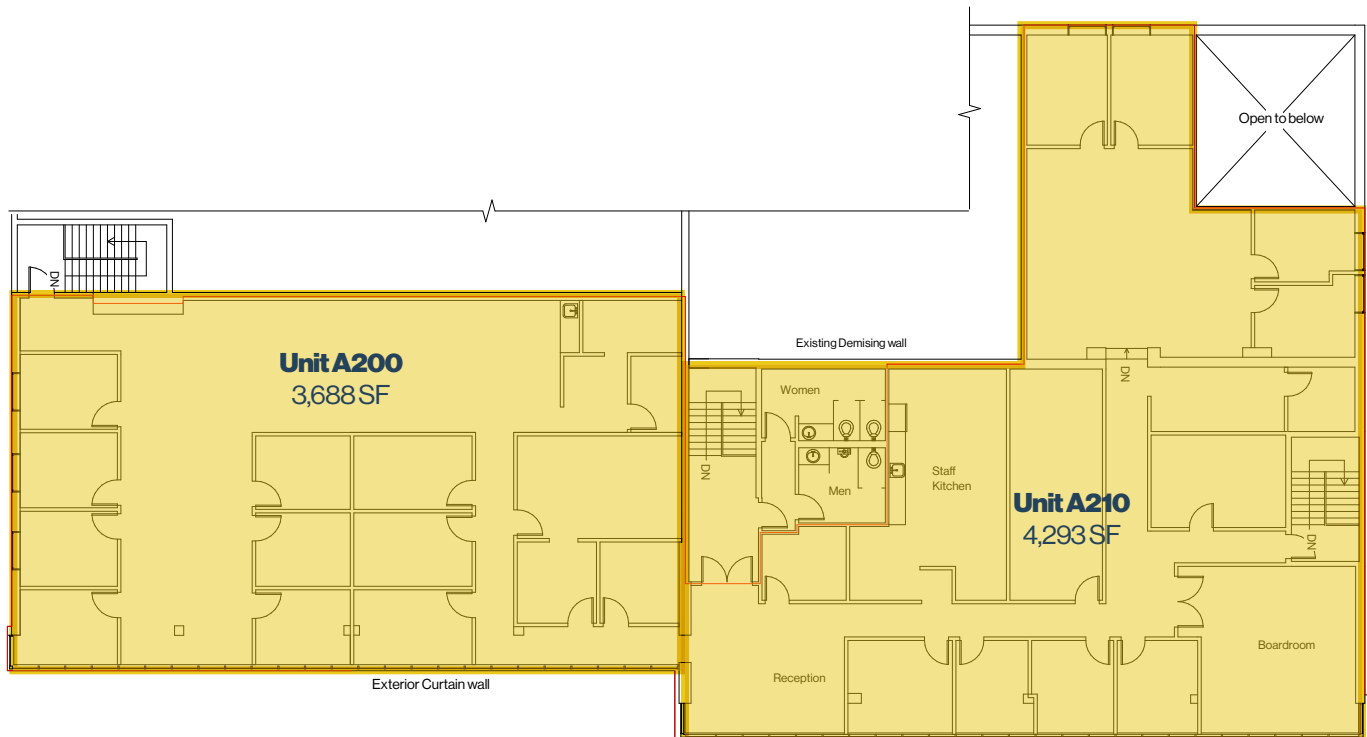 Open to below
DN
Unit A200
3,688 SF
Existing Demising wall
Women
DN
DN
Men
Staff
Kitchen
Unit A210
4,293 SF
DN
Reception
Boardroom
Exterior Curtain wall